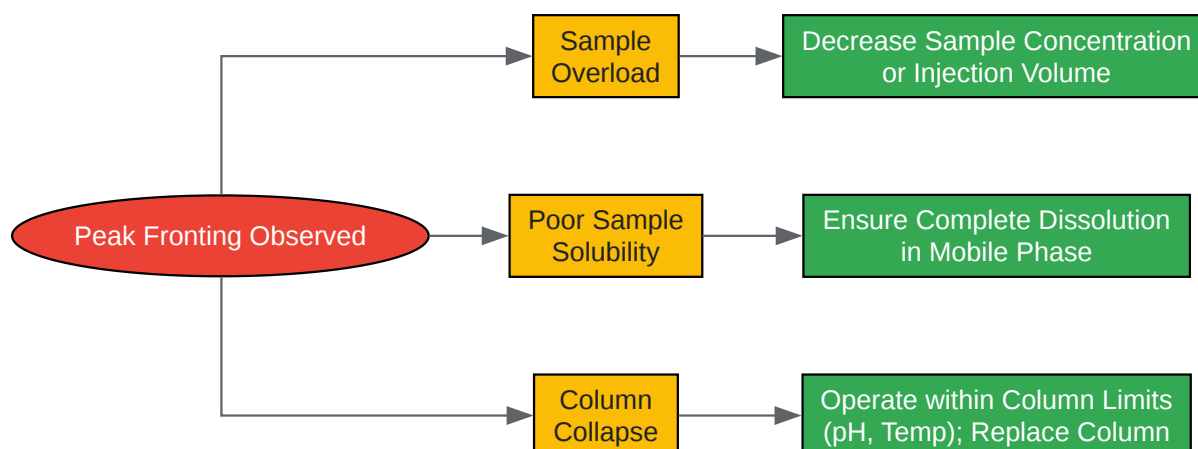 Sample
Overload
Decrease Sample Concentration
or Injection Volume
Peak Fronting Observed
Poor Sample
Solubility
Ensure Complete Dissolution
in Mobile Phase
Column
Collapse
Operate within Column Limits
(pH, Temp); Replace Column